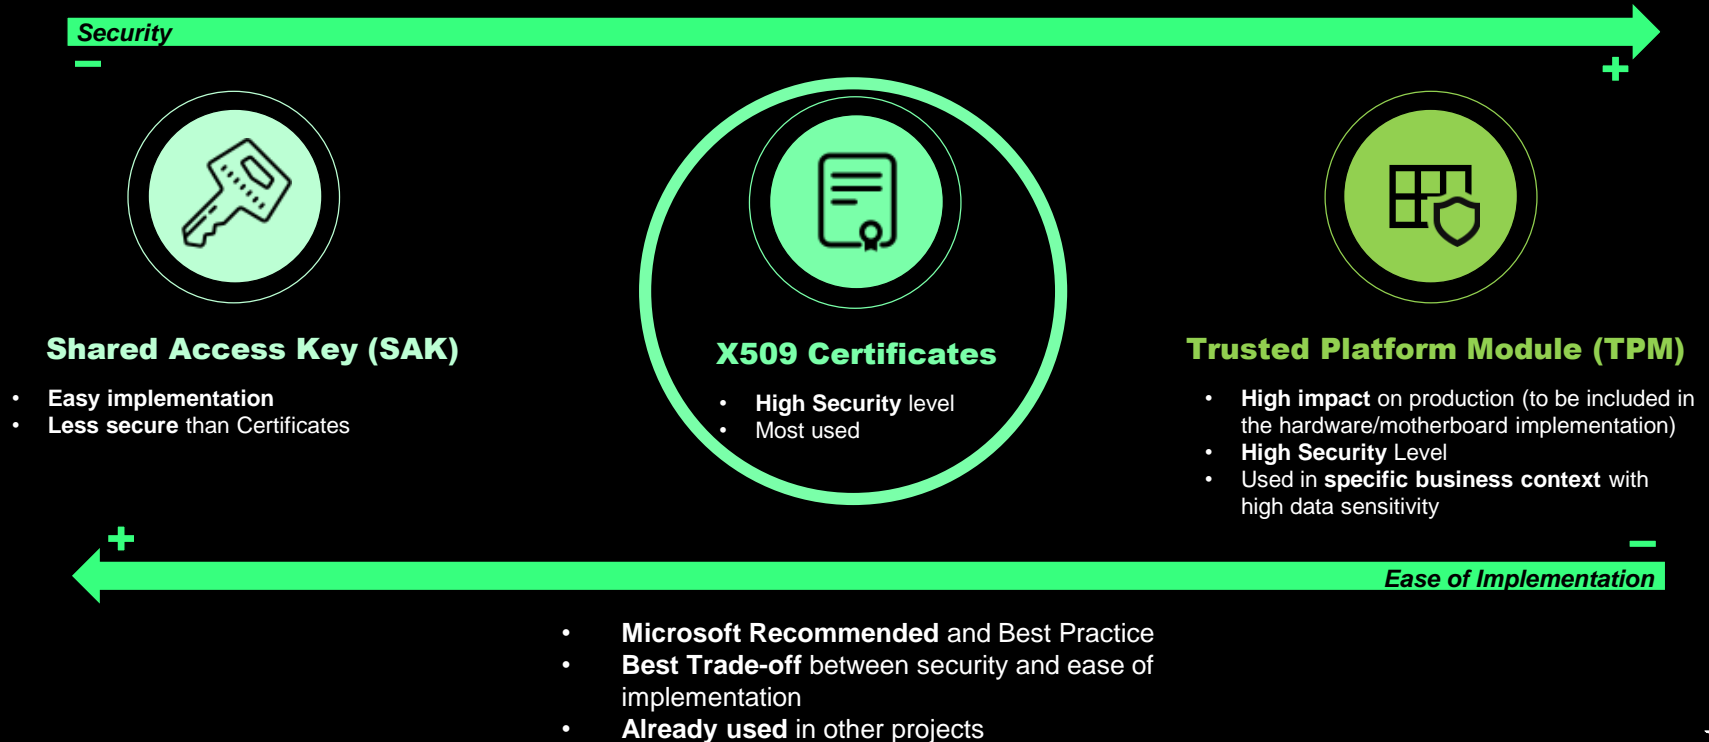 Security
Shared Access Key (SAK)
• Easy implementation
• Less secure than Certificates
X509 Certificates
• High Security level
• Most used
Trusted Platform Module (TPM)
• High impact on production (to be included in
the hardware/motherboard implementation)
• High Security Level
• Used in specific business context with
high data sensitivity
Ease of Implementation
• Microsoft Recommended and Best Practice
• Best Trade-off between security and ease of
implementation
• Already used in other projects